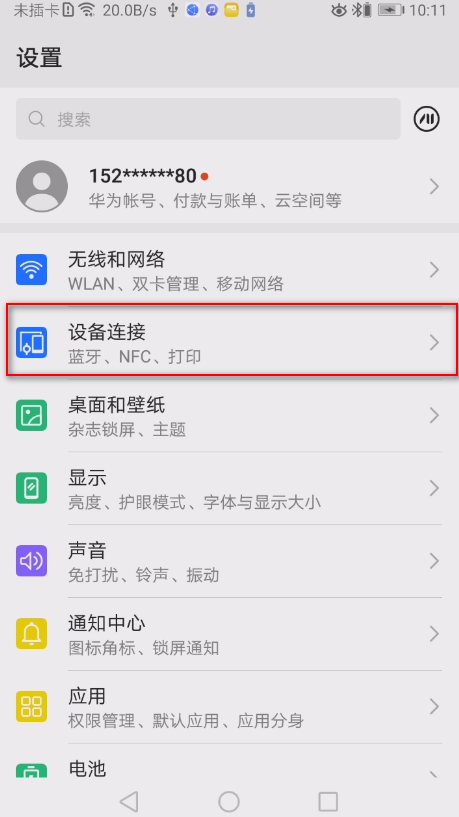 未插卡 20.0B/s 10:11
设置
搜索
152******80
华为帐号、付款与账单、云空间等
无线和网络
WLAN、双卡管理、移动网络
设备连接
蓝牙、NFC、打印
桌面和壁纸
杂志锁屏、主题
显示
亮度、护眼模式、字体与显示大小
声音
免打扰、铃声、振动
通知中心
图标角标、锁屏通知
应用
权限管理、默认应用、应用分身
电池